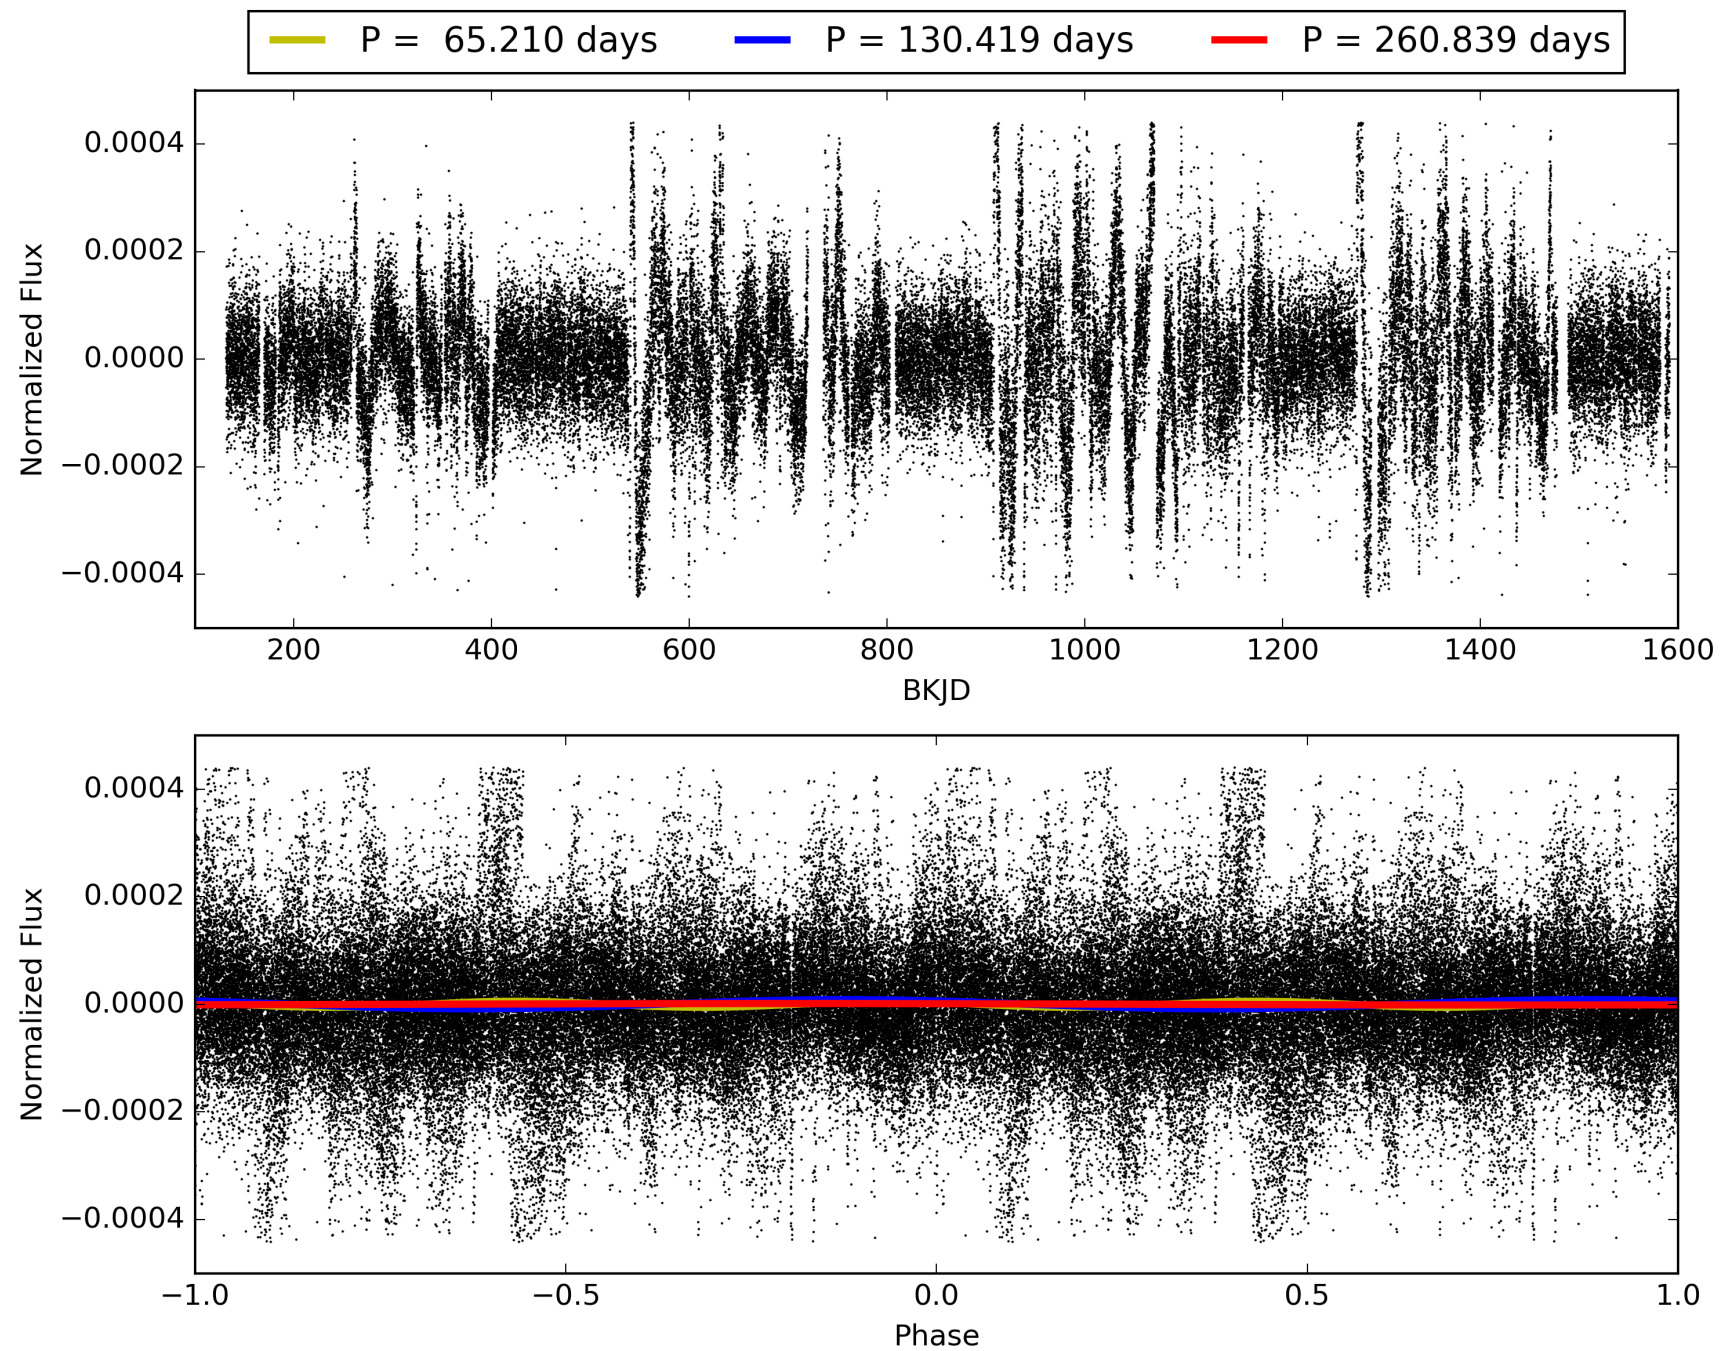 P =  65.210 days P = 130.419 days P = 260.839 days
Normalized Flux
0.0004
0.0002
0.0000
−0.0002
−0.0004
200 400 600 800 1000 1200 1400 1600
BKJD
Normalized Flux
0.0004
0.0002
0.0000
−0.0002
−0.0004
−1.0 −0.5 0.0 0.5 1.0
Phase